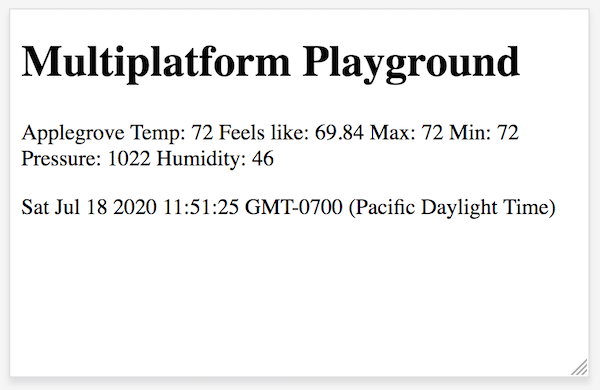 Multiplatform Playground
Applegrove Temp: 72 Feels like: 69.84 Max: 72 Min: 72
Pressure: 1022 Humidity: 46
Sat Jul 18 2020 11:51:25 GMT-0700 (Pacific Daylight Time)